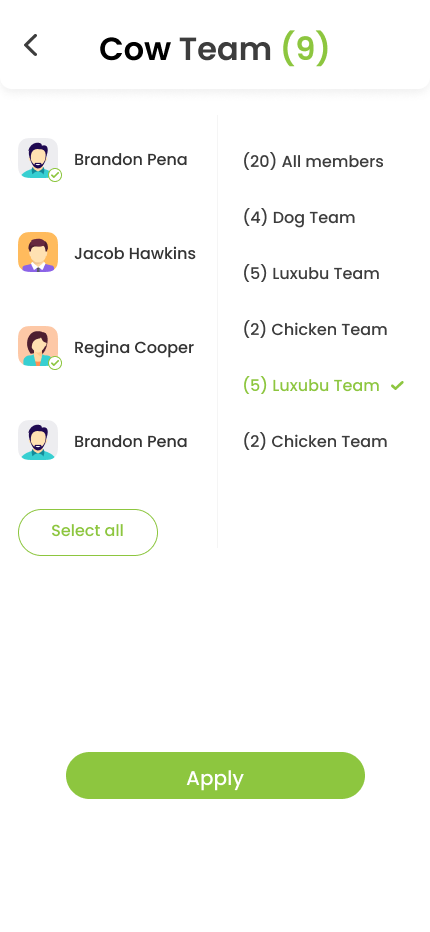 Cow Team (9)
Brandon Pena
Jacob Hawkins
Regina Cooper
Brandon Pena
Select all
(20) All members
(4) Dog Team
(5) Luxubu Team
(2) Chicken Team
(5) Luxubu Team
(2) Chicken Team
Apply